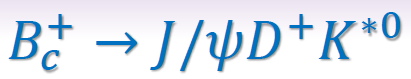 B_c^+ → J/ψD^+K^{*0}